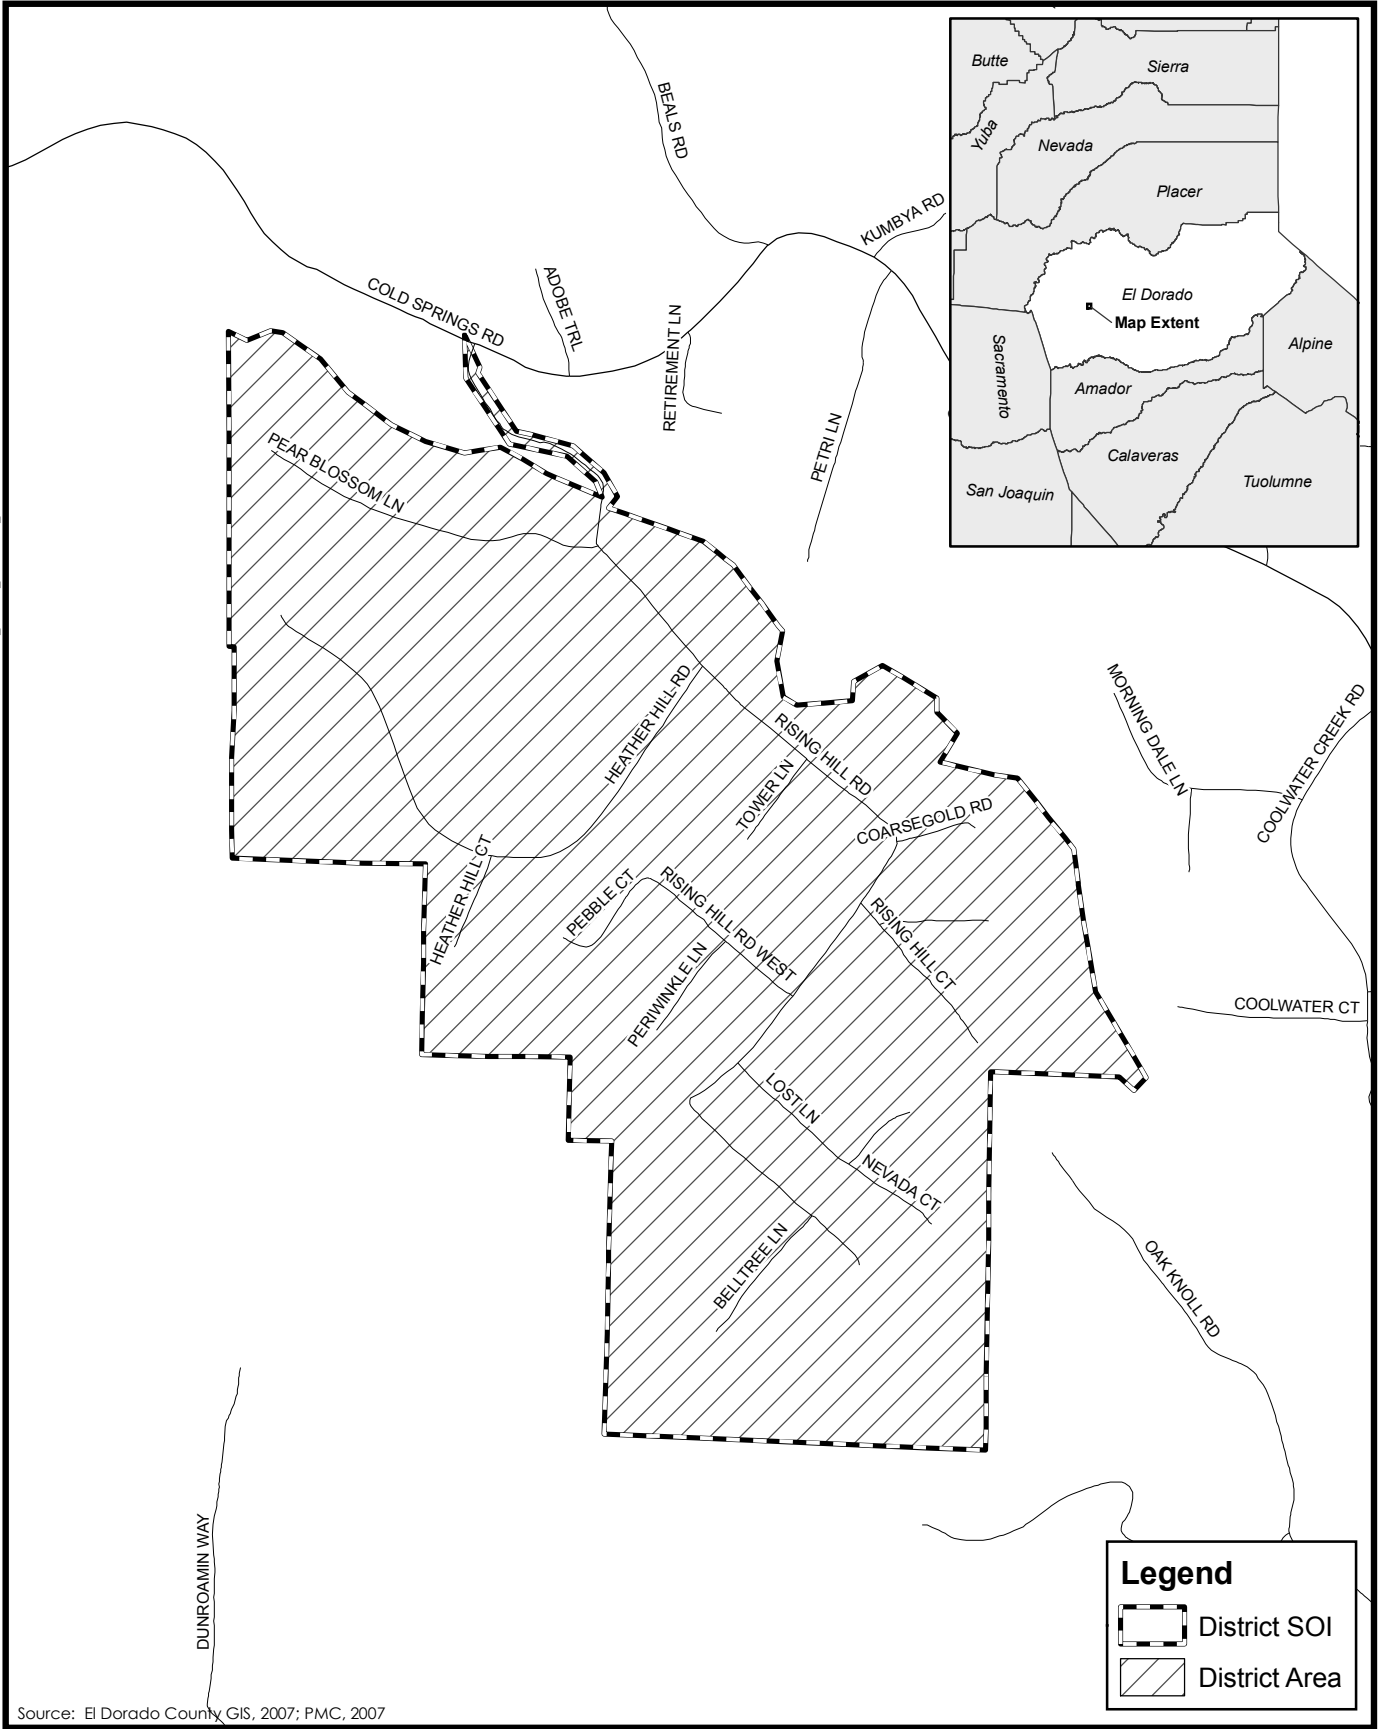 BEALS RD
KUMBYA RD
COLD SPRINGS RD
ADOBE TRL
RETIREMENT LN
PETRI LN
PEAR BLOSSOM LN
HEATHER HILL RD
RISING HILL RD
TOWER LN
COARSEGOLD RD
MORNING DALE LN
COOLWATER CREEK RD
HEATHER HILL CT
PEBBLE CT
RISING HILL RD WEST
RISING HILL CT
PERIWINKLE LN
COOLWATER CT
LOST LN
NEVADA CT
BELLTREE LN
OAK KNOLL RD
DUNROAMIN WAY
Butte
Sierra
Yuba
Nevada
Placer
El Dorado
Map Extent
Sacramento
Alpine
Amador
Calaveras
San Joaquin
Tuolumne
Legend
District SOI
District Area
Source: El Dorado County GIS, 2007; PMC, 2007